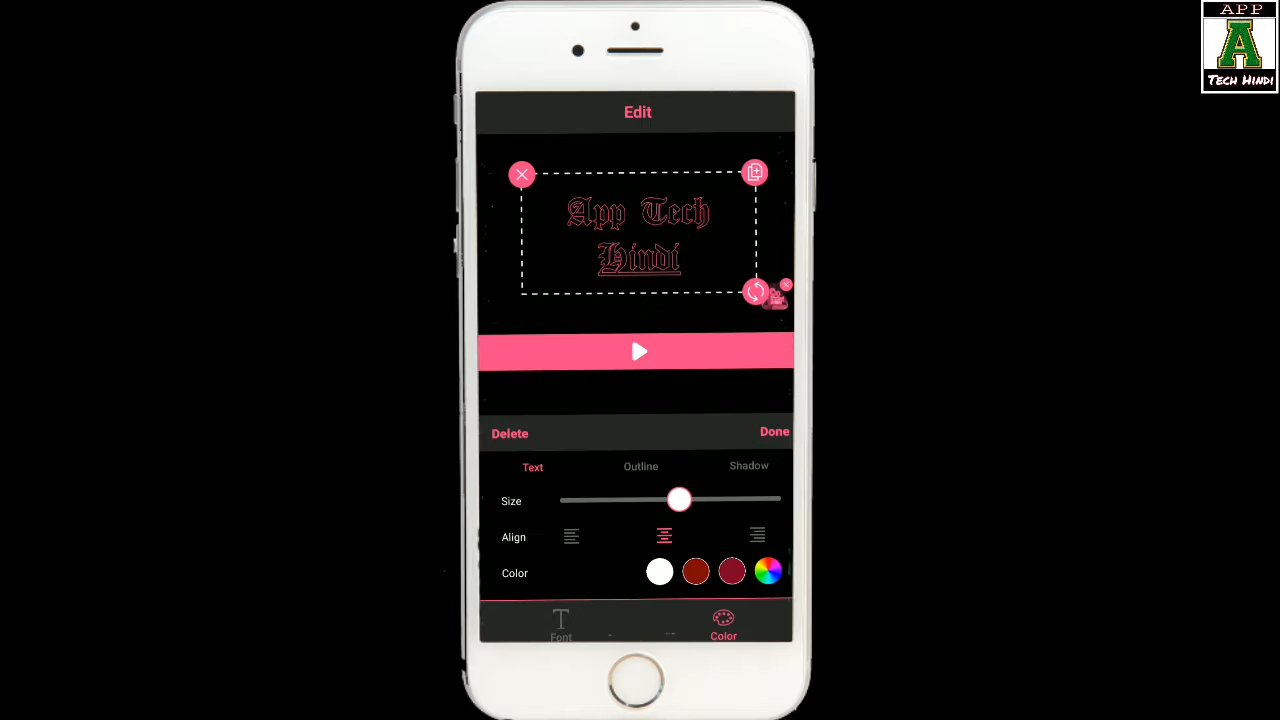 APP
A
TECH HINDI
Edit
App Tech
Hindi
Delete
Done
Text
Outline
Shadow
Size
Align
Color
Font
Color